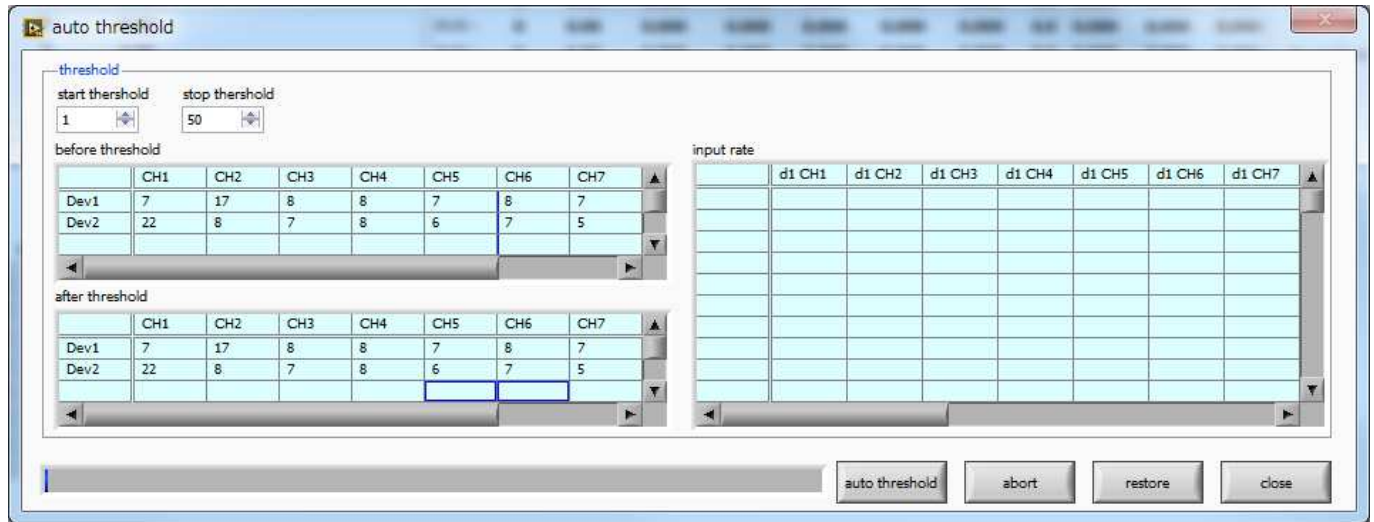 auto threshold
threshold
start thershold stop thershold
1 50
before threshold
CH1 CH2 CH3 CH4 CH5 CH6 CH7
Dev1 7 17 8 8 7 8 7
Dev2 22 8 7 8 6 7 5
after threshold
CH1 CH2 CH3 CH4 CH5 CH6 CH7
Dev1 7 17 8 8 7 8 7
Dev2 22 8 7 8 6 7 5
input rate
d1 CH1 d1 CH2 d1 CH3 d1 CH4 d1 CH5 d1 CH6 d1 CH7
auto threshold abort restore close